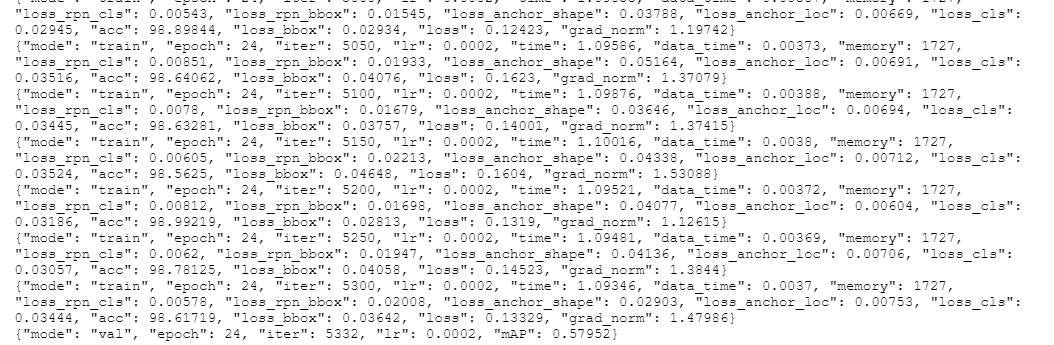 loss_rpn_cls": 0.00543, "loss_rpn_bbox": 0.01545, "loss_anchor_shape": 0.03788, "loss_anchor_loc": 0.00669, "loss_cls":
0.02945, "acc": 98.89844, "loss_bbox": 0.02934, "loss": 0.12423, "grad_norm": 1.19742}
{"mode": "train", "epoch": 24, "iter": 5050, "lr": 0.0002, "time": 1.09586, "data_time": 0.00373, "memory": 1727,
"loss_rpn_cls": 0.00851, "loss_rpn_bbox": 0.01933, "loss_anchor_shape": 0.05164, "loss_anchor_loc": 0.00691, "loss_cls":
0.03516, "acc": 98.64062, "loss_bbox": 0.04076, "loss": 0.1623, "grad_norm": 1.37079}
{"mode": "train", "epoch": 24, "iter": 5100, "lr": 0.0002, "time": 1.09876, "data_time": 0.00388, "memory": 1727,
"loss_rpn_cls": 0.0078, "loss_rpn_bbox": 0.01679, "loss_anchor_shape": 0.03646, "loss_anchor_loc": 0.00694, "loss_cls":
0.03445, "acc": 98.63281, "loss_bbox": 0.03757, "loss": 0.14001, "grad_norm": 1.37415}
{"mode": "train", "epoch": 24, "iter": 5150, "lr": 0.0002, "time": 1.10016, "data_time": 0.0038, "memory": 1727,
"loss_rpn_cls": 0.00605, "loss_rpn_bbox": 0.02213, "loss_anchor_shape": 0.04338, "loss_anchor_loc": 0.00712, "loss_cls":
0.03524, "acc": 98.5625, "loss_bbox": 0.04648, "loss": 0.1604, "grad_norm": 1.53088}
{"mode": "train", "epoch": 24, "iter": 5200, "lr": 0.0002, "time": 1.09521, "data_time": 0.00372, "memory": 1727,
"loss_rpn_cls": 0.00812, "loss_rpn_bbox": 0.01698, "loss_anchor_shape": 0.04077, "loss_anchor_loc": 0.00604, "loss_cls":
0.03186, "acc": 98.99219, "loss_bbox": 0.02813, "loss": 0.1319, "grad_norm": 1.12615}
{"mode": "train", "epoch": 24, "iter": 5250, "lr": 0.0002, "time": 1.09481, "data_time": 0.00369, "memory": 1727,
"loss_rpn_cls": 0.0062, "loss_rpn_bbox": 0.01947, "loss_anchor_shape": 0.04136, "loss_anchor_loc": 0.00706, "loss_cls":
0.03057, "acc": 98.78125, "loss_bbox": 0.04058, "loss": 0.14523, "grad_norm": 1.3844}
{"mode": "train", "epoch": 24, "iter": 5300, "lr": 0.0002, "time": 1.09346, "data_time": 0.0037, "memory": 1727,
"loss_rpn_cls": 0.00578, "loss_rpn_bbox": 0.02008, "loss_anchor_shape": 0.02903, "loss_anchor_loc": 0.00753, "loss_cls":
0.03444, "acc": 98.61719, "loss_bbox": 0.03642, "loss": 0.13329, "grad_norm": 1.47986}
{"mode": "val", "epoch": 24, "iter": 5332, "lr": 0.0002, "mAP": 0.57952}